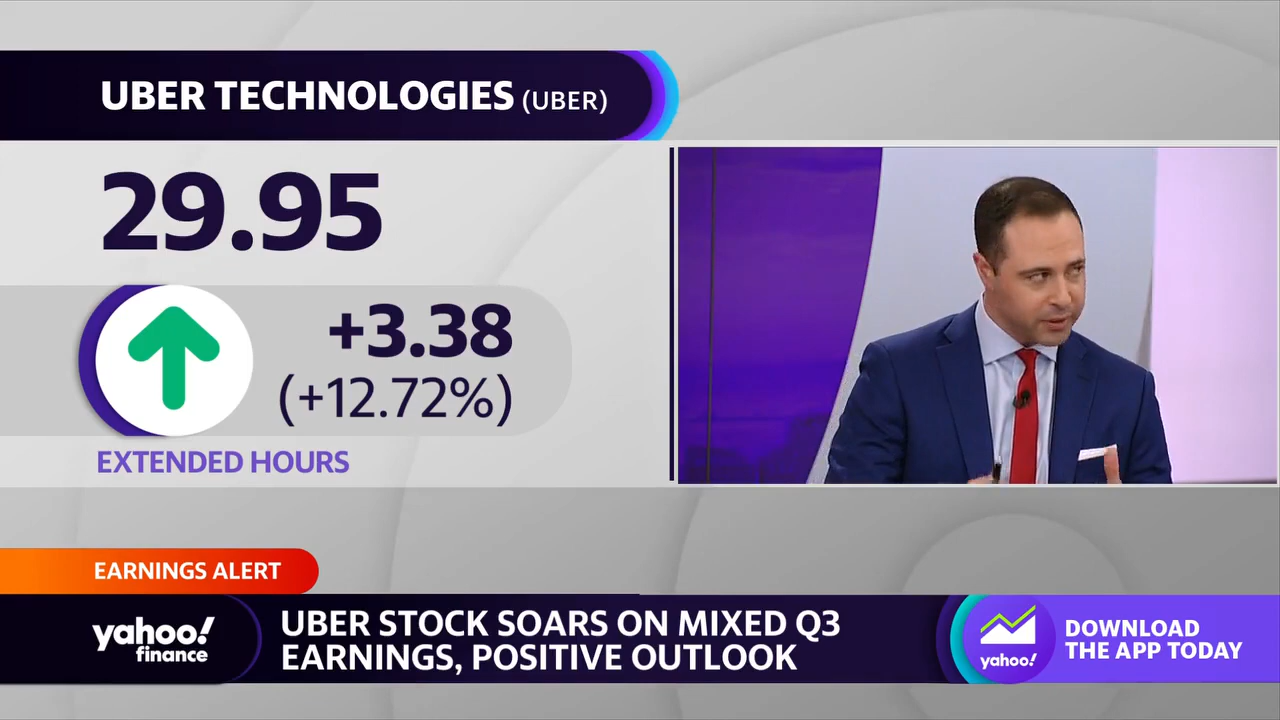 UBER TECHNOLOGIES (UBER)
29.95
+3.38
(+12.72%)
EXTENDED HOURS
EARNINGS ALERT
yahoo!
finance
UBER STOCK SOARS ON MIXED Q3
EARNINGS, POSITIVE OUTLOOK
yahoo!
DOWNLOAD
THE APP TODAY